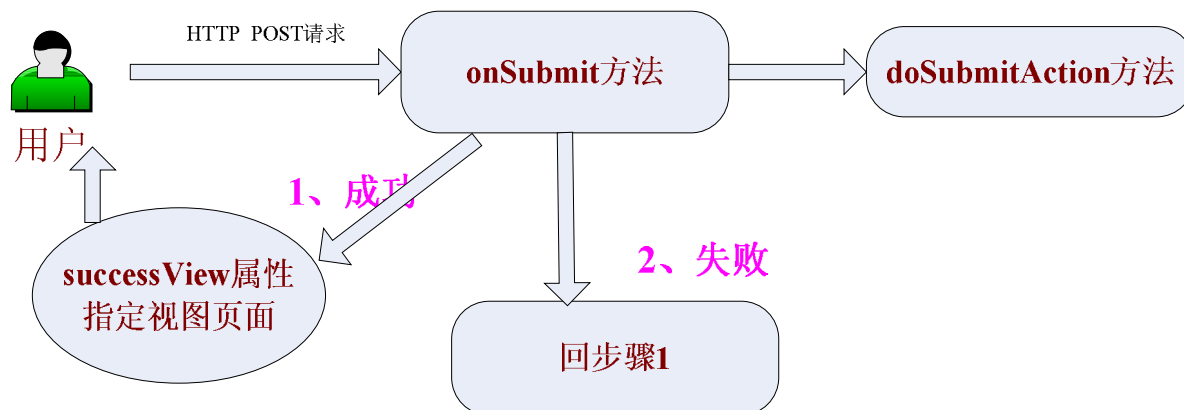 HTTP POST请求
onSubmit方法
doSubmitAction方法
用户
1、成功
2、失败
successView属性
指定视图页面
回步骤1